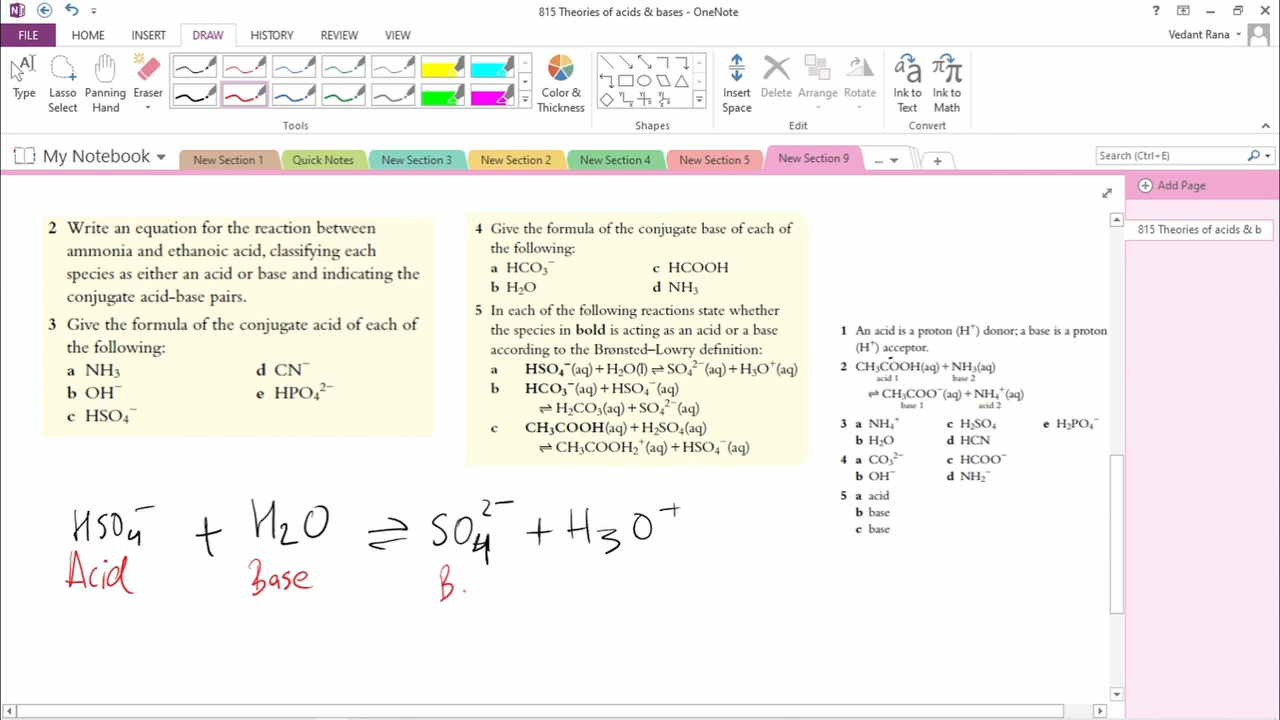 815 Theories of acids & bases - OneNote
FILE HOME INSERT DRAW HISTORY REVIEW VIEW
Vedant Rana
Type
Lasso Select
Panning Hand
Eraser
Color & Thickness
Insert Space
Delete
Arrange
Rotate
Ink to Text
Ink to Math
Tools
Shapes
Edit
Convert
My Notebook
New Section 1
Quick Notes
New Section 3
New Section 2
New Section 4
New Section 5
New Section 9
...
Search (Ctrl+E)
Add Page
815 Theories of acids & b
2 Write an equation for the reaction between
ammonia and ethanoic acid, classifying each
species as either an acid or base and indicating the
conjugate acid-base pairs.
3 Give the formula of the conjugate acid of each of
the following:
a NH₃ d CN⁻
b OH⁻ e HPO₄²⁻
c HSO₄⁻
4 Give the formula of the conjugate base of each of
the following:
a HCO₃⁻ c HCOOH
b H₂O d NH₃
5 In each of the following reactions state whether
the species in bold is acting as an acid or a base
according to the Brønsted–Lowry definition:
a HSO₄⁻(aq) + H₂O(l) ⇌ SO₄²⁻(aq) + H₃O⁺(aq)
b HCO₃⁻(aq) + HSO₄⁻(aq)
⇌ H₂CO₃(aq) + SO₄²⁻(aq)
c CH₃COOH(aq) + H₂SO₄(aq)
⇌ CH₃COOH₂⁺(aq) + HSO₄⁻(aq)
1 An acid is a proton (H⁺) donor; a base is a proton
(H⁺) acceptor.
2 CH₃COOH(aq) + NH₃(aq)
acid 1 base 2
⇌ CH₃COO⁻(aq) + NH₄⁺(aq)
base 1 acid 2
3 a NH₄⁺ c H₂SO₄ e H₂PO₄⁻
b H₂O d HCN
4 a CO₃²⁻ c HCOO⁻
b OH⁻ d NH₂⁻
5 a acid
b base
c base
HSO₄⁻ + H₂O ⇌ SO₄²⁻ + H₃O⁺
Acid Base B.